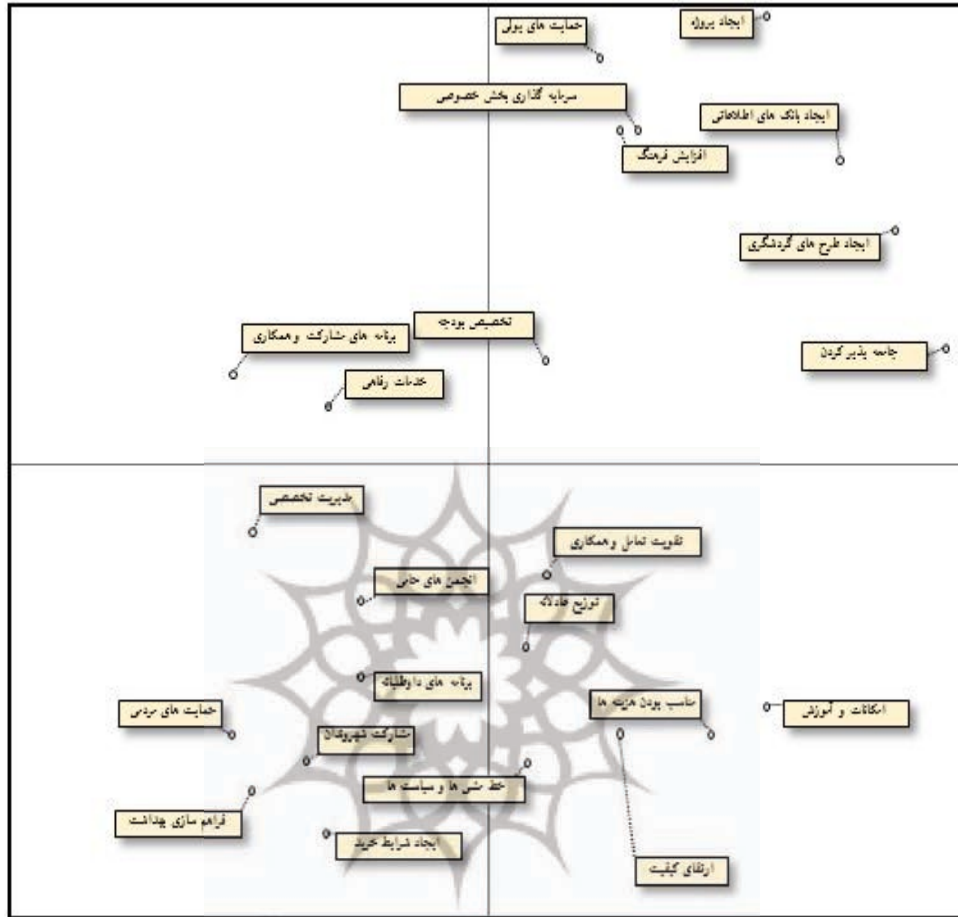 ایجاد پروژه
حمایت های پولی
سرمایه گذاری بخش خصوصی
ایجاد بانک های اطلاعاتی
افزایش فرهنگ
ایجاد طرح های گردشگری
تخصیص بودجه
برنامه های مشارکت و همکاری
جامعه پذیر کردن
خدمات رفاهی
مدیریت تخصصی
تقویت تعامل و همکاری
انجمن های حامی
توزیع عادلانه
برنامه های داوطلبانه
مناسب بودن هزینه ها
امکانات و آموزش
حمایت های مردمی
مشارکت شهروندان
خط مشی ها و سیاست ها
فراهم سازی بهداشت
ایجاد شرایط خرید
ارتقای کیفیت